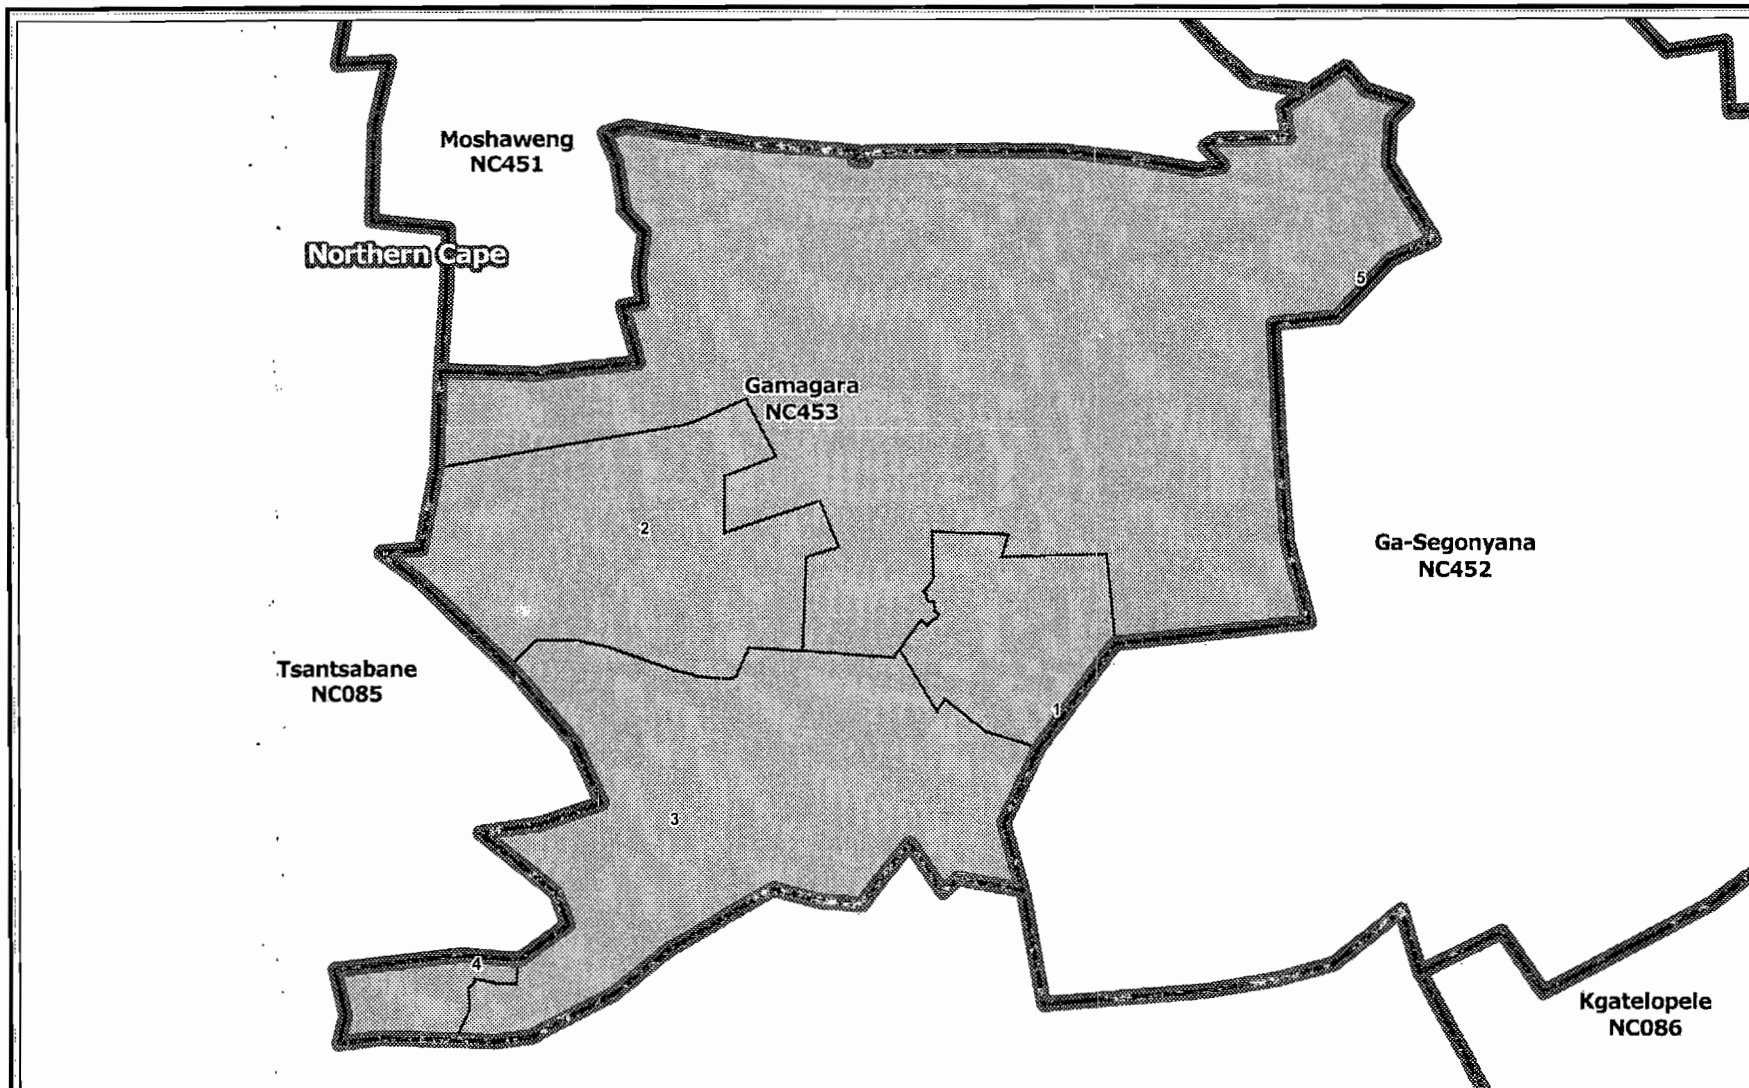 Moshaweng
NC451
Northern Cape
5
Gamagara
NC453
2
Ga-Segonyana
NC452
Tsantsabane
NC085
1
3
4
Kgatelopele
NC086